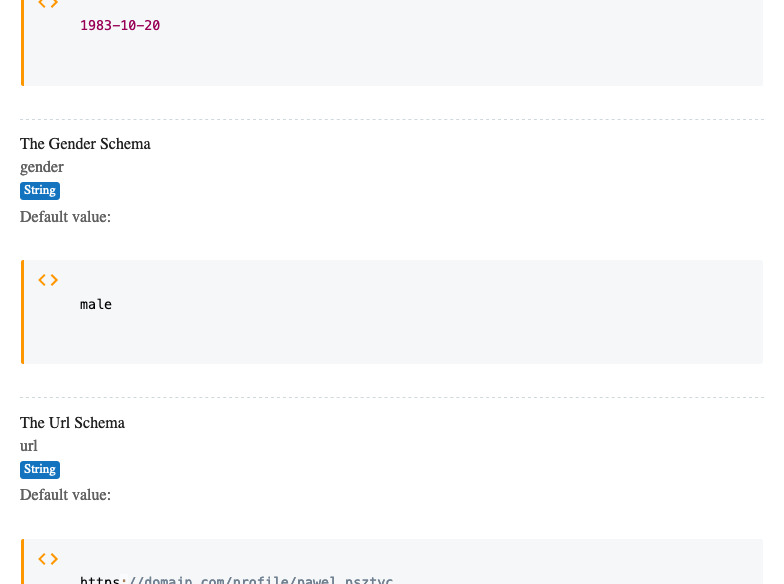 1983-10-20
The Gender Schema
gender
String
Default value:
male
The Url Schema
url
String
Default value:
https://domain.com/profile/pawel.psztyc